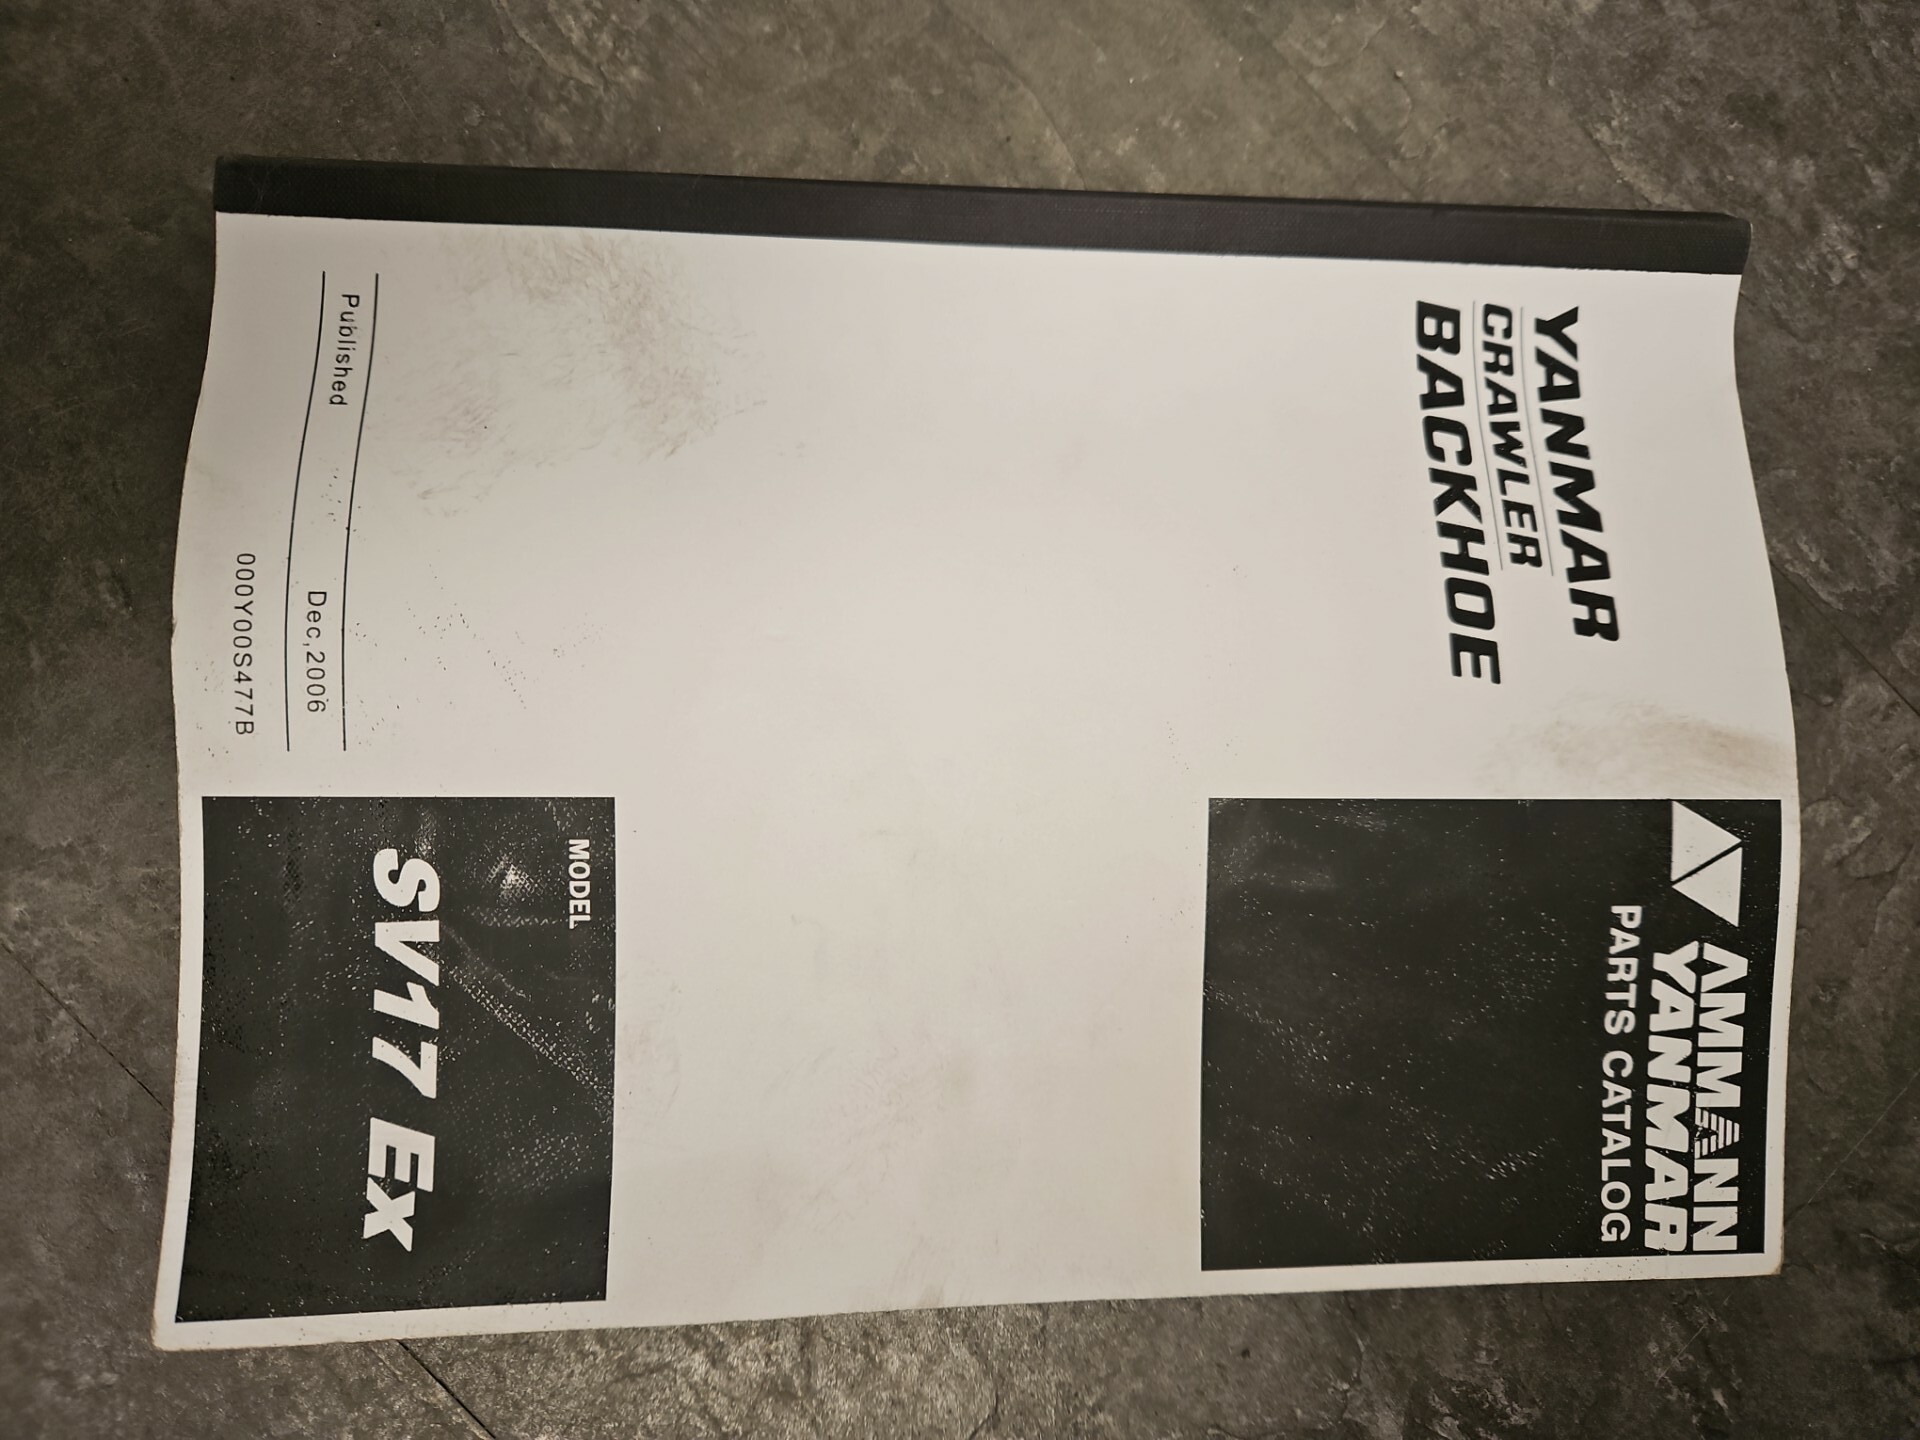 YANMAR
CRAWLER
BACKHOE
AMMANN
YANMAR
PARTS CATALOG
MODEL
SV17 Ex
Published Dec,2006
000Y00S477B